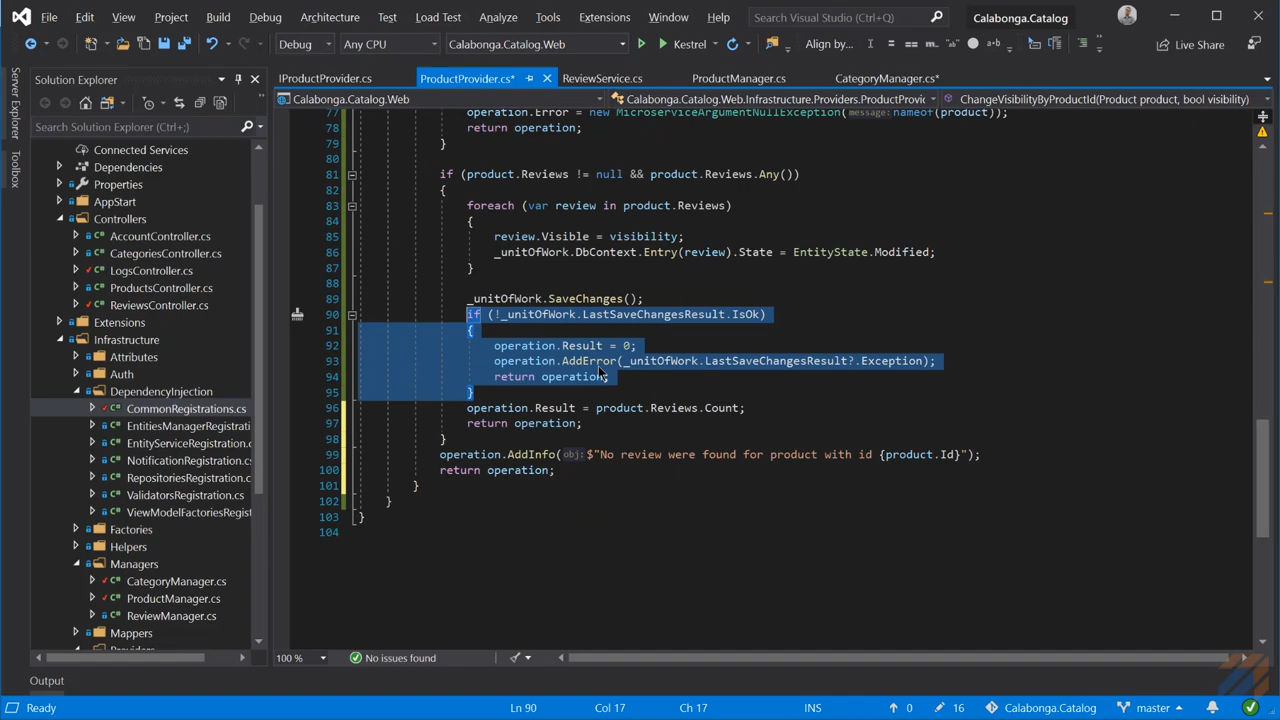 File Edit View Project Build Debug Architecture Test Load Test Analyze Tools Extensions Window Help Search Visual Studio (Ctrl+Q) Calabonga.Catalog
Debug Any CPU Calabonga.Catalog.Web Kestrel Align by... Live Share
Server Explorer
Toolbox
Solution Explorer
Search Solution Explorer (Ctrl+;)
Connected Services
Dependencies
Properties
AppStart
Controllers
AccountController.cs
CategoriesController.cs
LogsController.cs
ProductsController.cs
ReviewsController.cs
Extensions
Infrastructure
Attributes
Auth
DependencyInjection
CommonRegistrations.cs
EntitiesManagerRegistrati
EntityServiceRegistration.
NotificationRegistration.c
RepositoriesRegistration.
ValidatorsRegistration.cs
ViewModelFactoriesRegist
Factories
Helpers
Managers
CategoryManager.cs
ProductManager.cs
ReviewManager.cs
Mappers
Providers
IProductProvider.cs ProductProvider.cs* ReviewService.cs ProductManager.cs CategoryManager.cs*
Calabonga.Catalog.Web Calabonga.Catalog.Web.Infrastructure.Providers.ProductProvi ChangeVisibilityByProductId(Product product, bool visibility)
77 operation.Error = new MicroserviceArgumentNullException(message: nameof(product));
78 return operation;
79 }
80
81 if (product.Reviews != null && product.Reviews.Any())
82 {
83 foreach (var review in product.Reviews)
84 {
85 review.Visible = visibility;
86 _unitOfWork.DbContext.Entry(review).State = EntityState.Modified;
87 }
88
89 _unitOfWork.SaveChanges();
90 if (!_unitOfWork.LastSaveChangesResult.IsOk)
91 {
92 operation.Result = 0;
93 operation.AddError(_unitOfWork.LastSaveChangesResult?.Exception);
94 return operation;
95 }
96 operation.Result = product.Reviews.Count;
97 return operation;
98 }
99 operation.AddInfo(obj: $"No review were found for product with id {product.Id}");
100 return operation;
101 }
102 }
103 }
104
100 % No issues found
Output
Ready Ln 90 Col 17 Ch 17 INS 0 16 Calabonga.Catalog master